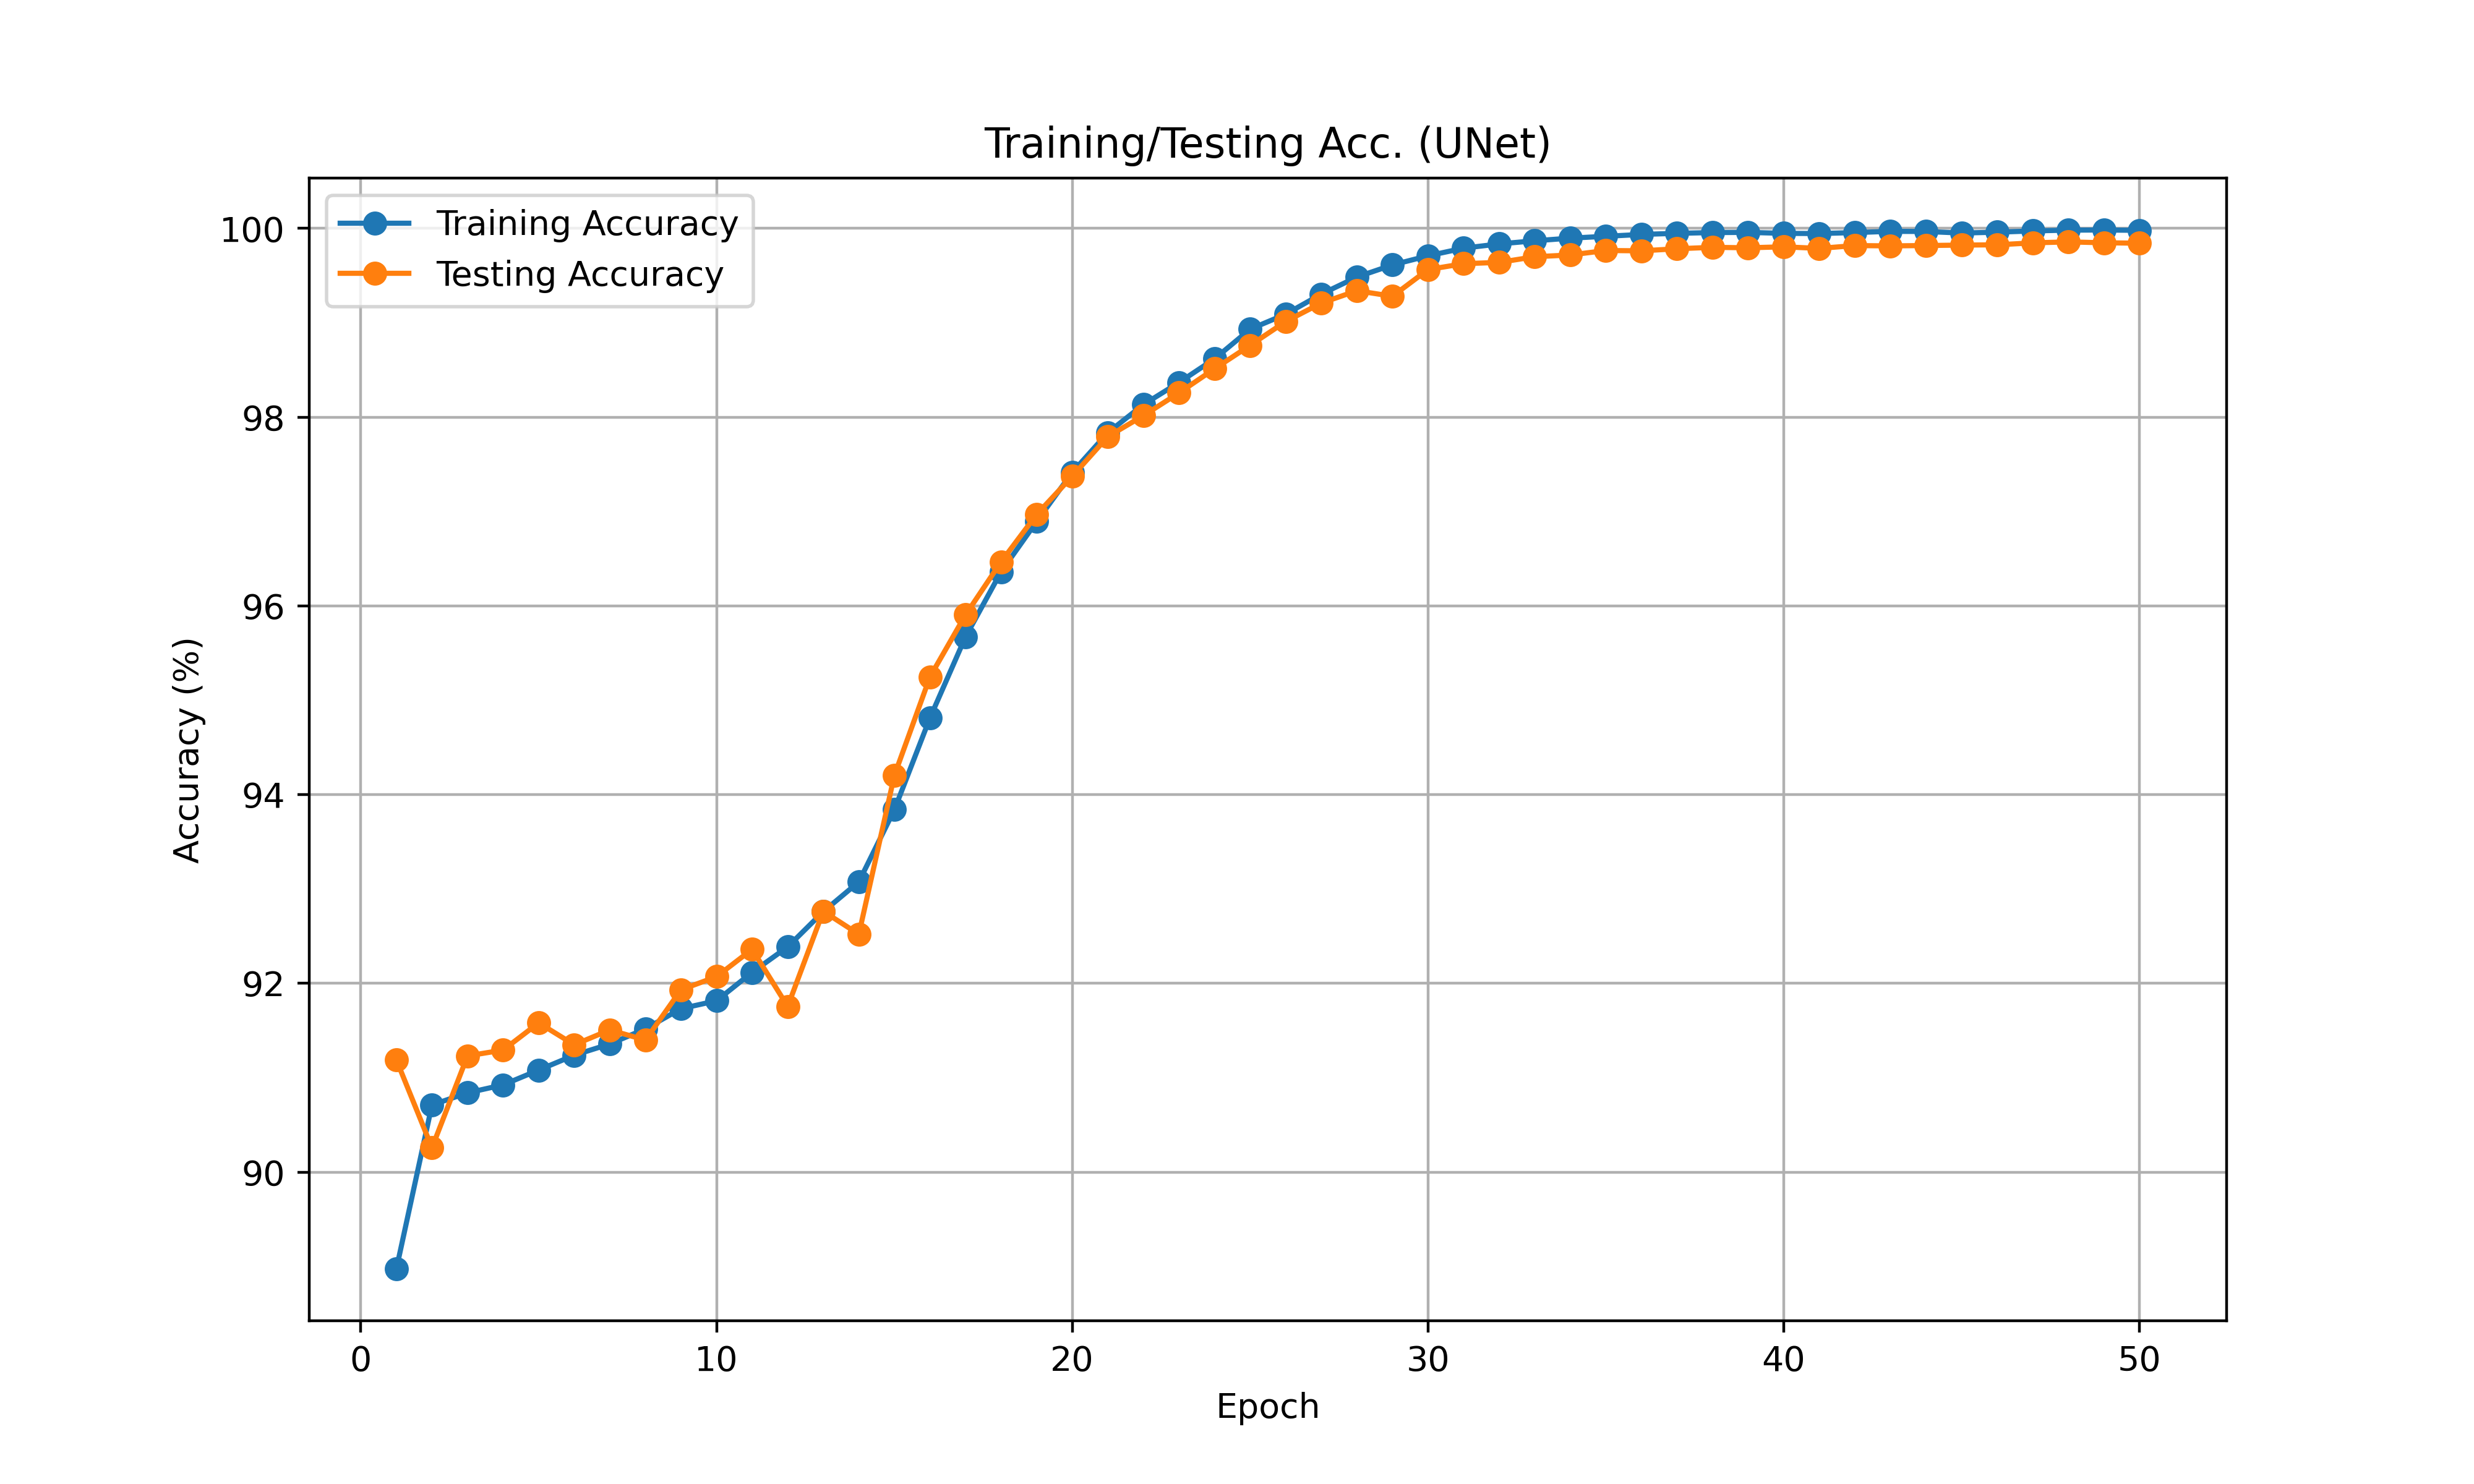 Training/Testing Acc. (UNet)
Training Accuracy
Testing Accuracy
Accuracy (%)
100
98
96
94
92
90
0 10 20 30 40 50
Epoch